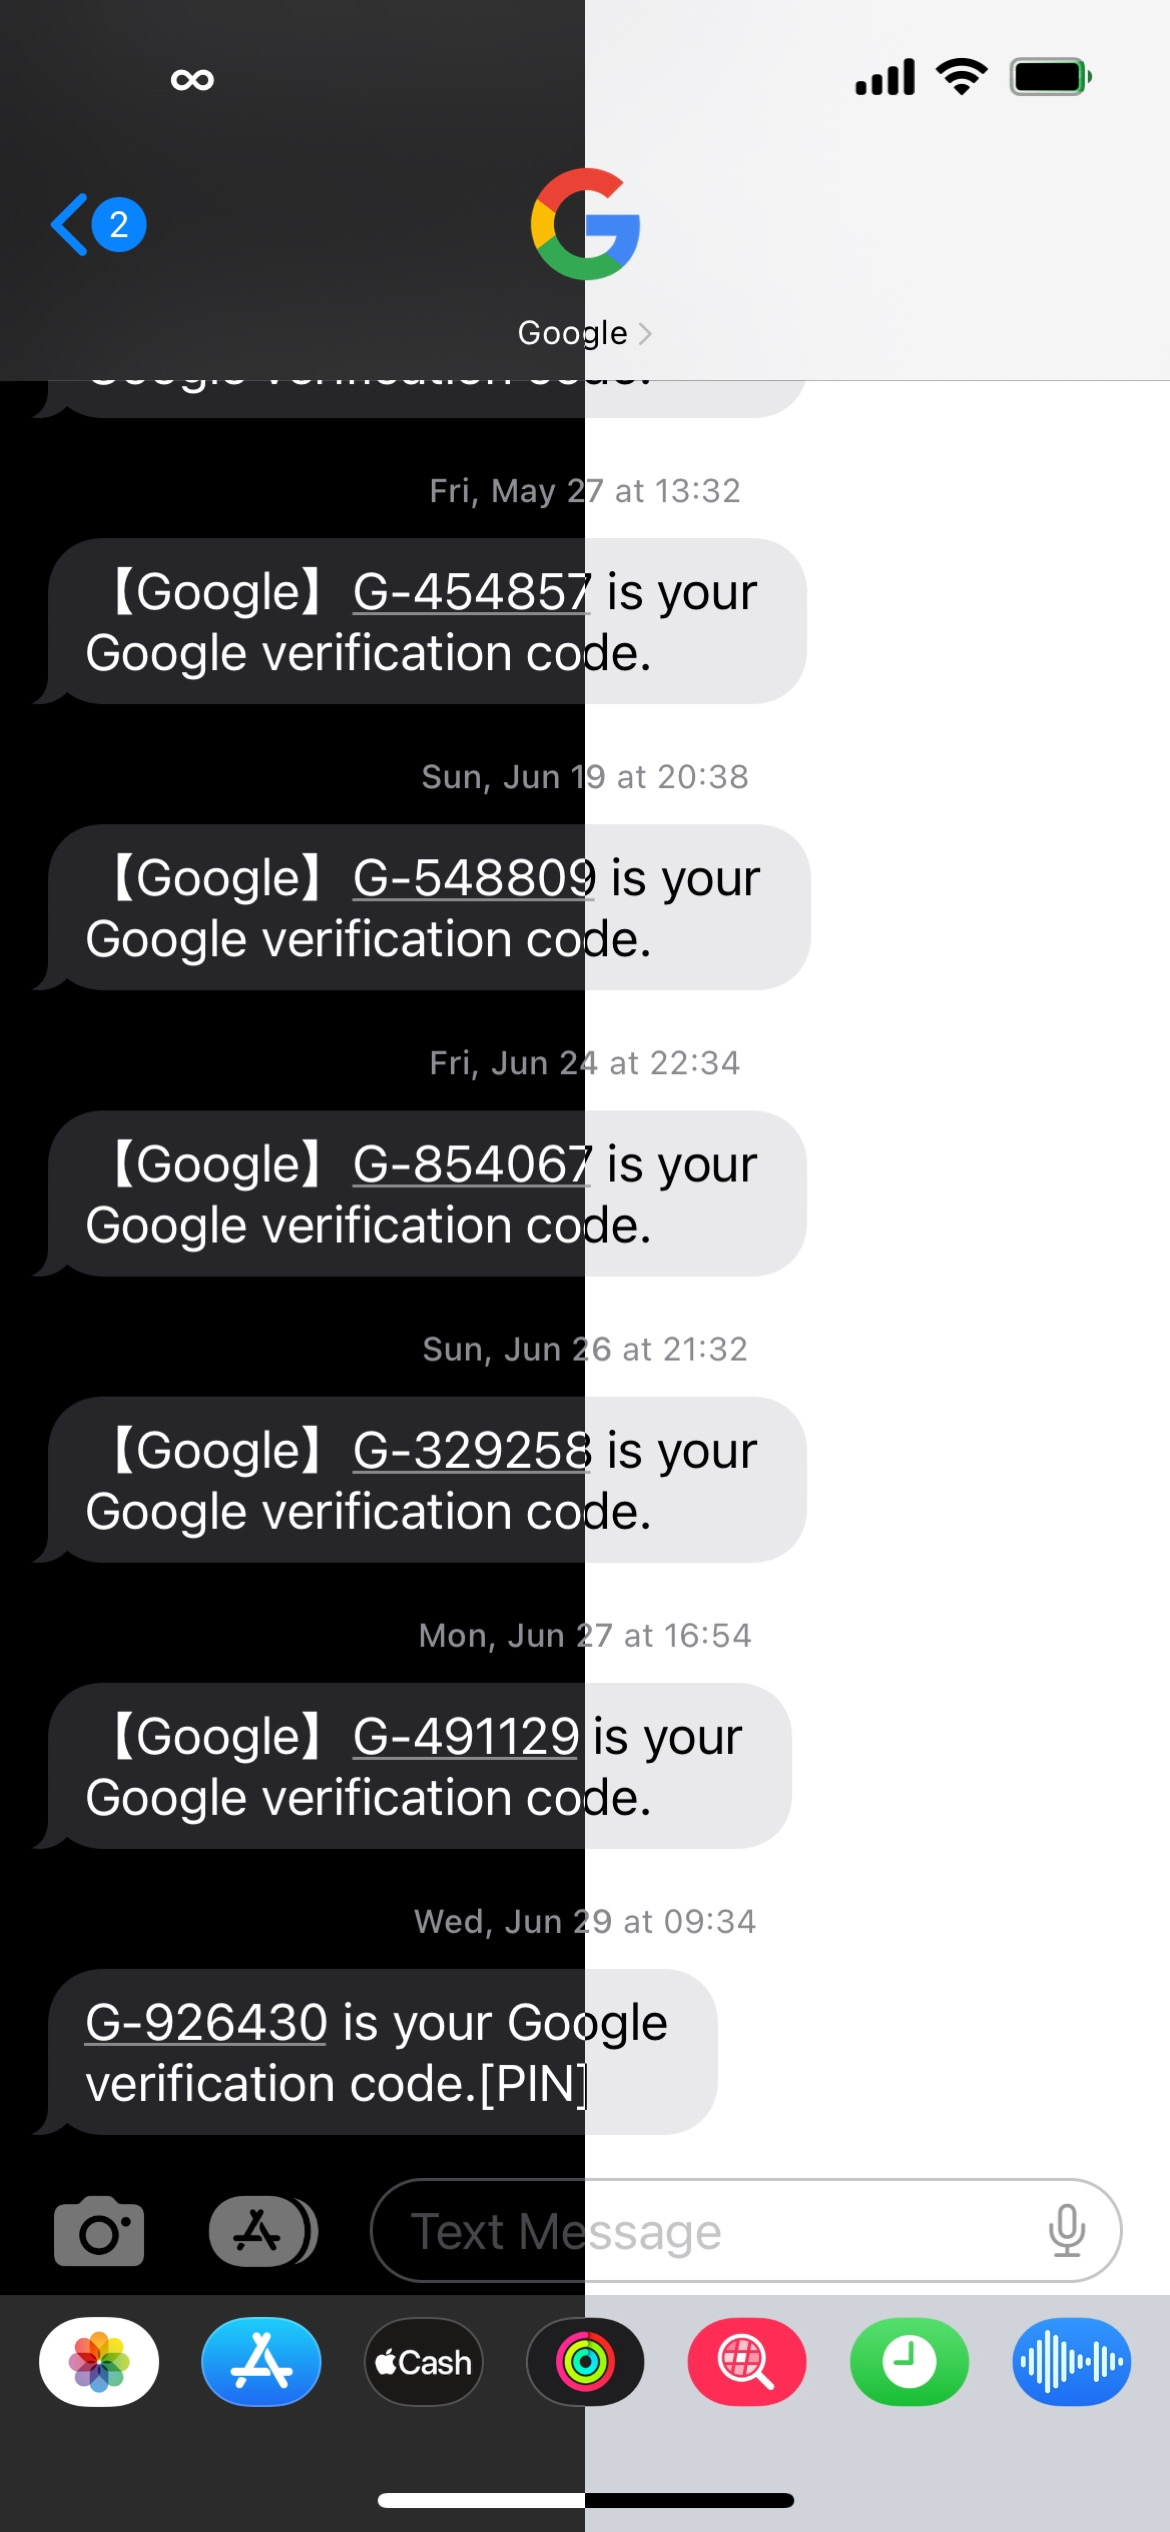 ∞
2
Google
Google verification code.
Fri, May 27 at 13:32
【Google】 G-454857 is your
Google verification code.
Sun, Jun 19 at 20:38
【Google】 G-548809 is your
Google verification code.
Fri, Jun 24 at 22:34
【Google】 G-854067 is your
Google verification code.
Sun, Jun 26 at 21:32
【Google】 G-329258 is your
Google verification code.
Mon, Jun 27 at 16:54
【Google】 G-491129 is your
Google verification code.
Wed, Jun 29 at 09:34
G-926430 is your Google
verification code.[PIN]
Text Message
Cash